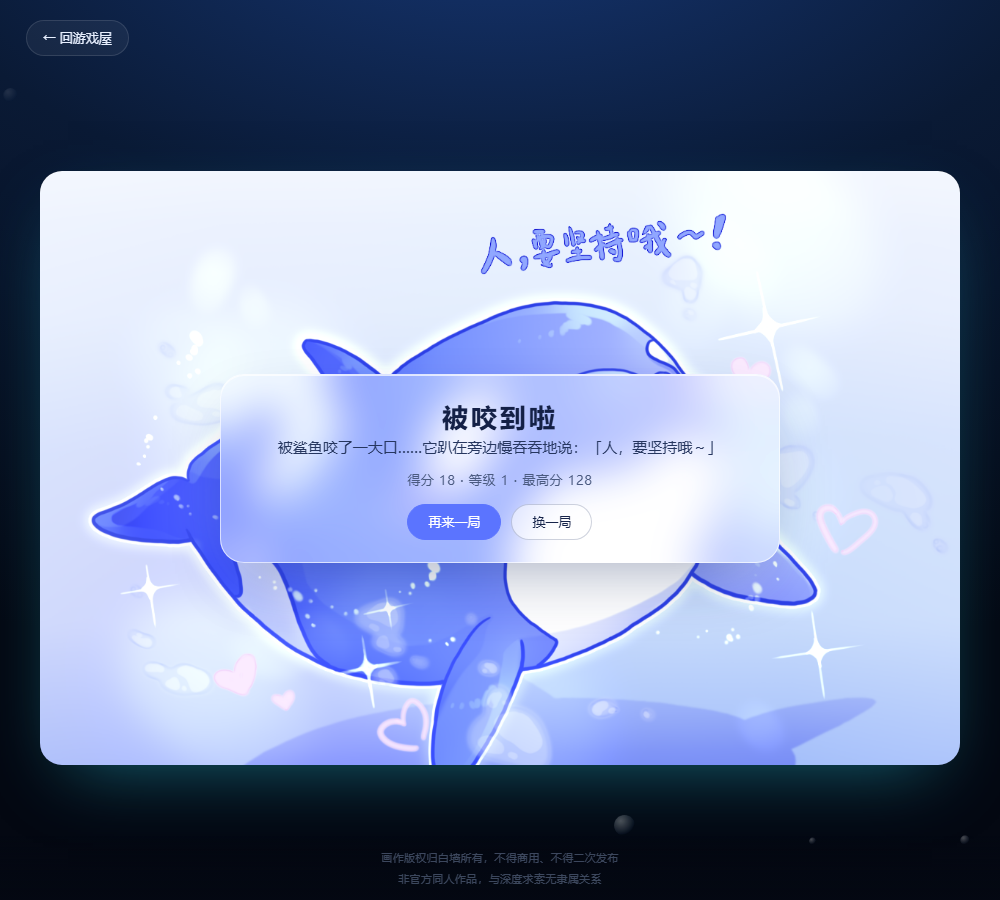 ← 回游戏屋
人,要坚持哦～!
被咬到啦
被鲨鱼咬了一大口……它趴在旁边慢吞吞地说：「人，要坚持哦～」
得分 18 · 等级 1 · 最高分 128
再来一局
换一局
画作版权归白墙所有，不得商用、不得二次发布
非官方同人作品，与深度求索无隶属关系